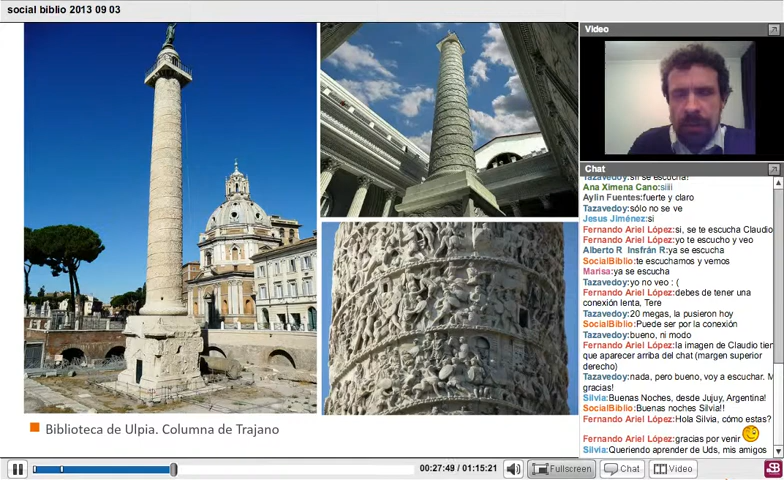 social biblio 2013 09 03
Video
Chat
Tazavedoy:si se escucha!
Ana Ximena Cano:siiii
Aylin Fuentes:fuerte y claro
Tazavedoy:sólo no se ve
Jesus Jiménez:si
Fernando Ariel López:si, se te escucha Claudio
Fernando Ariel López:yo te escucho y veo
Alberto R Insfrán R:ya se escucha
SocialBiblio:te escuchamos y vemos
Marisa:ya se escucha
Tazavedoy:yo no veo : (
Fernando Ariel López:debes de tener una
conexión lenta, Tere
Tazavedoy:20 megas, la pusieron hoy
SocialBiblio:Puede ser por la conexión
Tazavedoy:bueno, ni modo
Fernando Ariel López:la imagen de Claudio tien
que aparecer arriba del chat (margen superior
derecho)
Tazavedoy:nada, pero bueno, voy a escuchar. M
gracias!
Silvia:Buenas Noches, desde Jujuy, Argentina!
SocialBiblio:Buenas noches Silvia!!
Fernando Ariel López:Hola Silvia, cómo estas?
Fernando Ariel López:gracias por venir
Silvia:Queriendo aprender de Uds, mis amigos
Biblioteca de Ulpia. Columna de Trajano
00:27:49 / 01:15:21
Fullscreen
Chat
Video